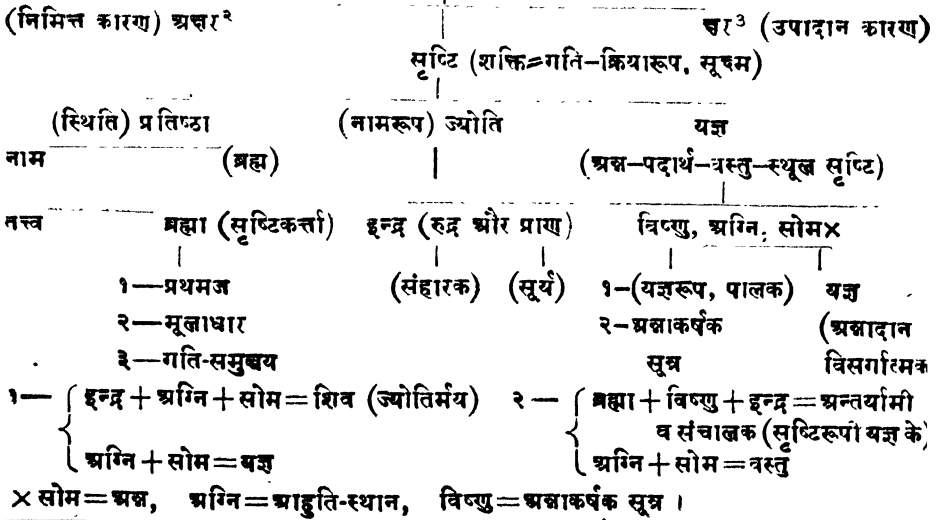 (निमित्त कारण) अक्षर² क्षर³ (उपादान कारण)
सृष्टि (शक्ति=गति-क्रियारूप, सूक्ष्म)
(स्थिति) प्रतिष्ठा (नामरूप) ज्योति यज्ञ
नाम (ब्रह्म) (अन्न-पदार्थ-वस्तु-स्थूल सृष्टि)
तत्त्व ब्रह्मा (सृष्टिकर्त्ता) इन्द्र (रुद्र और प्राण) विष्णु, अग्नि, सोम×
१—प्रथमज (संहारक) (सूर्य) १-(यज्ञरूप, पालक) यज्ञ
२—मूलाधार २-अन्नाकर्षक (अन्नादान
३—गति-समुच्चय सूत्र विसर्गात्मक
१— { इन्द्र + अग्नि + सोम = शिव (ज्योतिर्मय) २ — { ब्रह्मा + विष्णु + इन्द्र = अन्तर्यामी
व संचालक (सृष्टिरूपी यज्ञ के)
अग्नि + सोम = यज्ञ अग्नि + सोम = वस्तु
× सोम = अन्न, अग्नि = आहुति-स्थान, विष्णु = अन्नाकर्षक सूत्र ।